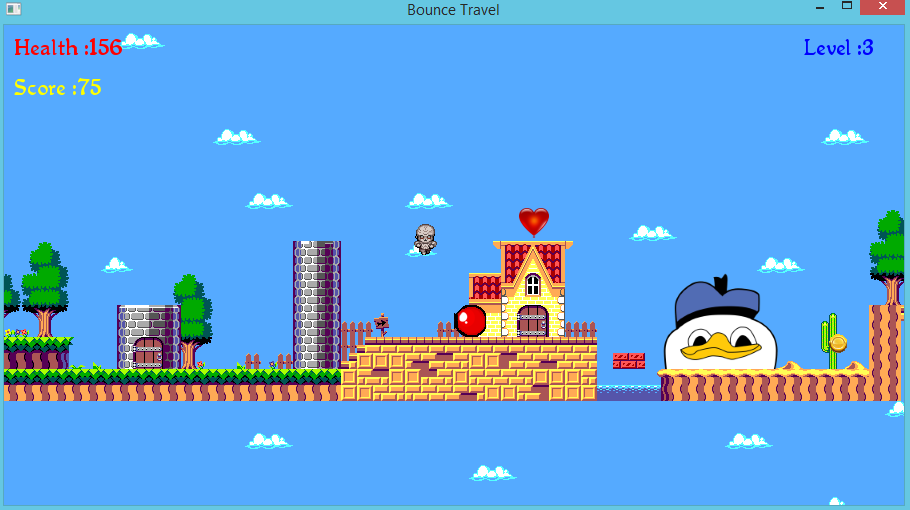 Bounce Travel
Health :156
Level :3
Score :75